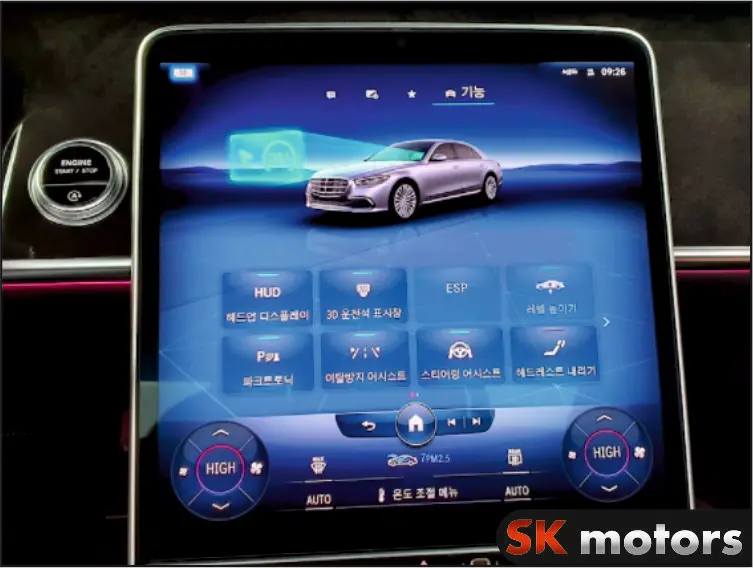 09:26
기능
ENGINE
START / STOP
HUD
헤드업 디스플레이
3D 운전석 표시장
ESP
레벨 높이기
P
파크트로닉
이탈방지 어시스트
스티어링 어시스트
헤드레스트 내리기
HIGH
7 PM2.5
HIGH
AUTO
온도 조절 메뉴
AUTO
SK motors